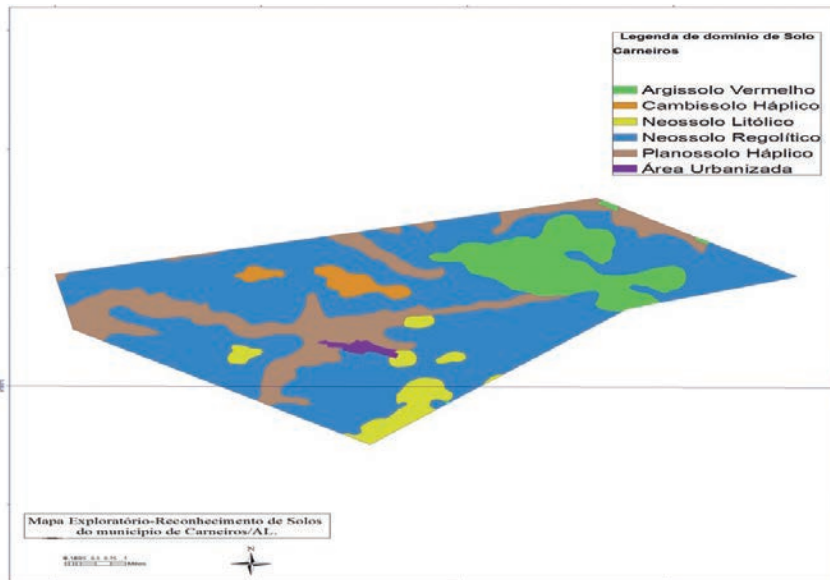 Legenda de dominio de Solo
Carneiros
Argissolo Vermelho
Cambissolo Háplico
Neossolo Litólico
Neossolo Regolítico
Planossolo Háplico
Área Urbanizada
Mapa Exploratório-Reconhecimento de Solos
do município de Carneiros/AL.
N